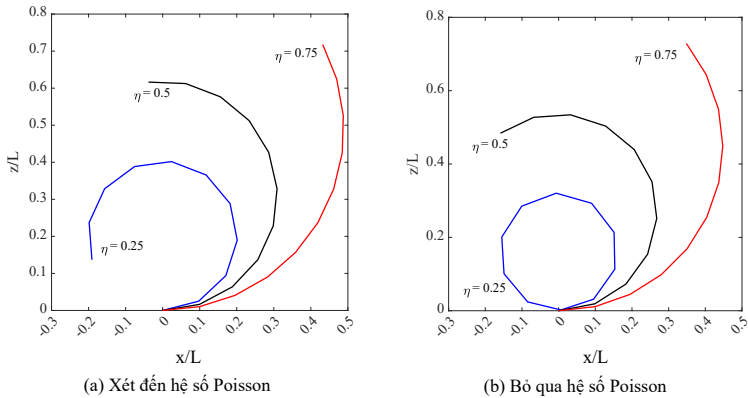 0.8
0.7
0.6
0.5
0.4
0.3
0.2
0.1
0
z/L
-0.3
-0.2
-0.1
0
0.1
0.2
0.3
0.4
0.5
x/L
η = 0.75
η = 0.5
η = 0.25
(a) Xét đến hệ số Poisson
0.8
0.6
0.4
0.2
0
z/L
-0.3
-0.2
-0.1
0
0.1
0.2
0.3
0.4
0.5
x/L
η = 0.75
η = 0.5
η = 0.25
(b) Bỏ qua hệ số Poisson